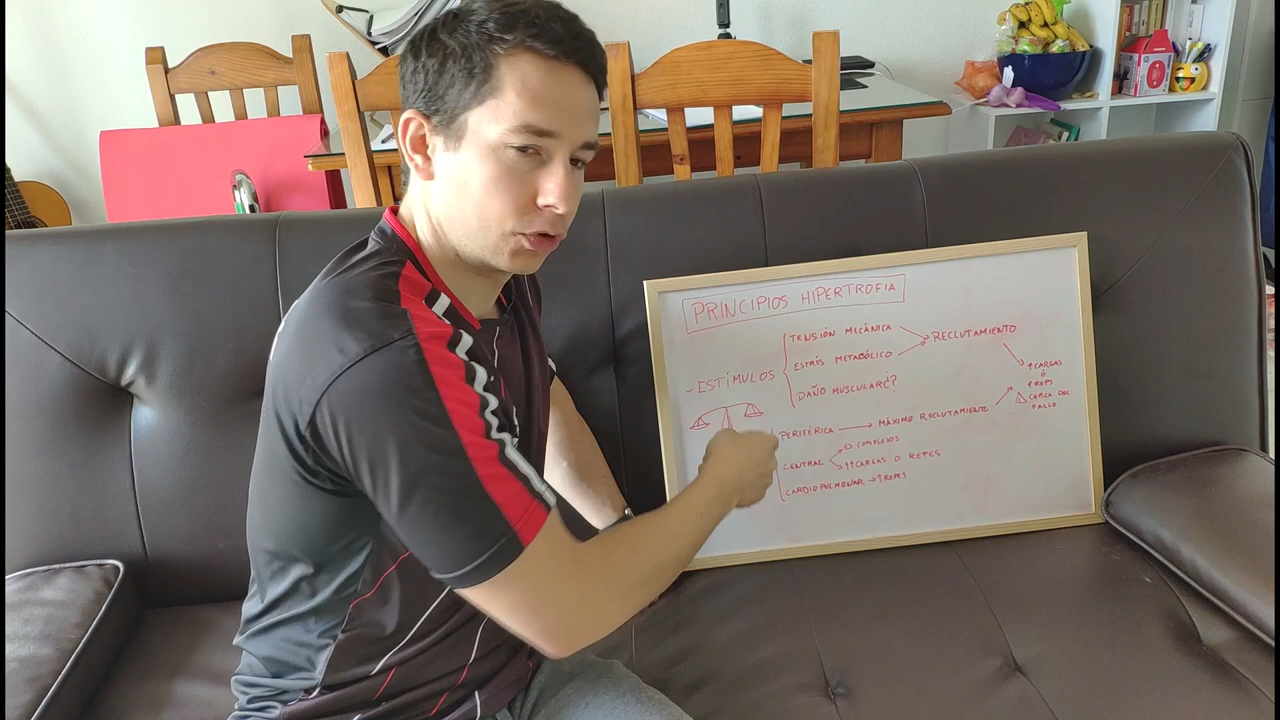 PRINCIPIOS HIPERTROFIA
- ESTÍMULOS
TENSIÓN MECÁNICA
ESTRÉS METABÓLICO
DAÑO MUSCULAR¿?
RECLUTAMIENTO
↑CARGAS
Ó
↑REPS
CERCA DEL
FALLO
PERIFÉRICA → MÁXIMO RECLUTAMIENTO
CENTRAL
EJ COMPLEJOS
↑↑CARGAS O REPES
CARDIOPULMONAR → ↑REPES